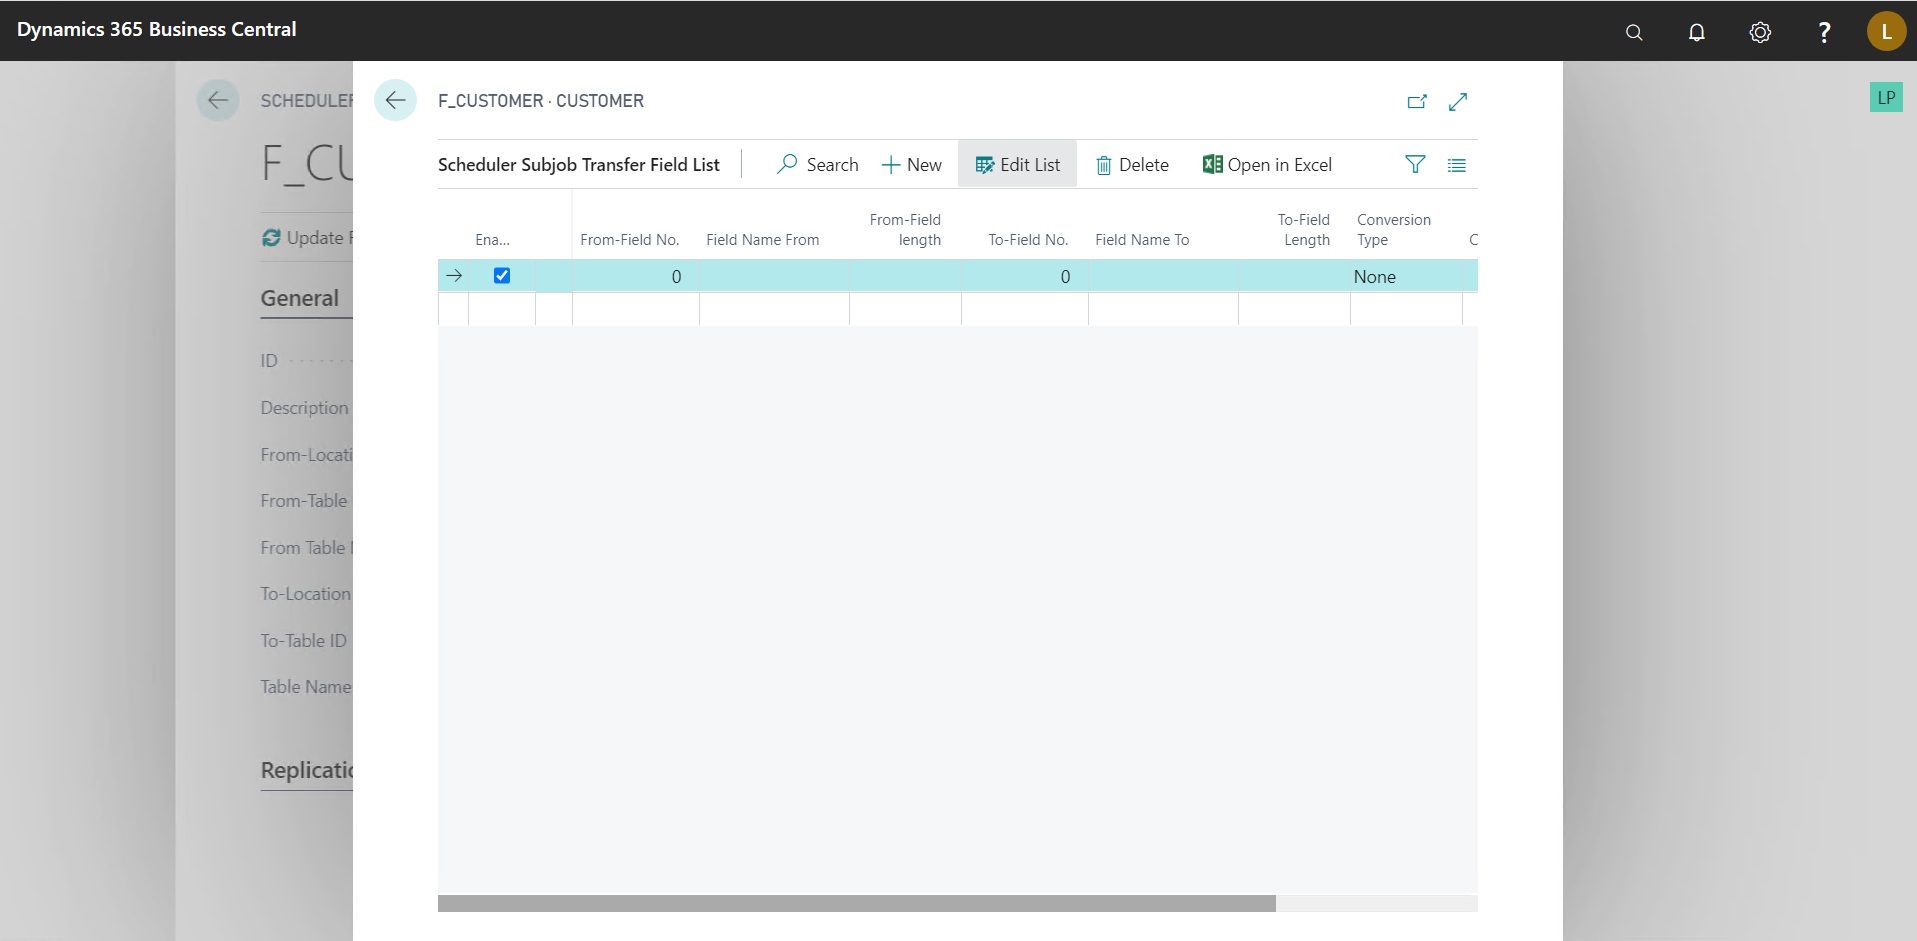 Dynamics 365 Business Central
?
L
SCHEDULER
F_CUSTOMER · CUSTOMER
LP
F_CU
Scheduler Subjob Transfer Field List
Search
New
Edit List
Delete
Open in Excel
Update
From-Field
length
To-Field
Length
Conversion
Type
Ena...
From-Field No.
Field Name From
To-Field No.
Field Name To
0
0
None
General
ID
Description
From-Locati
From-Table
From Table
To-Location
To-Table ID
Table Name
Replicatio